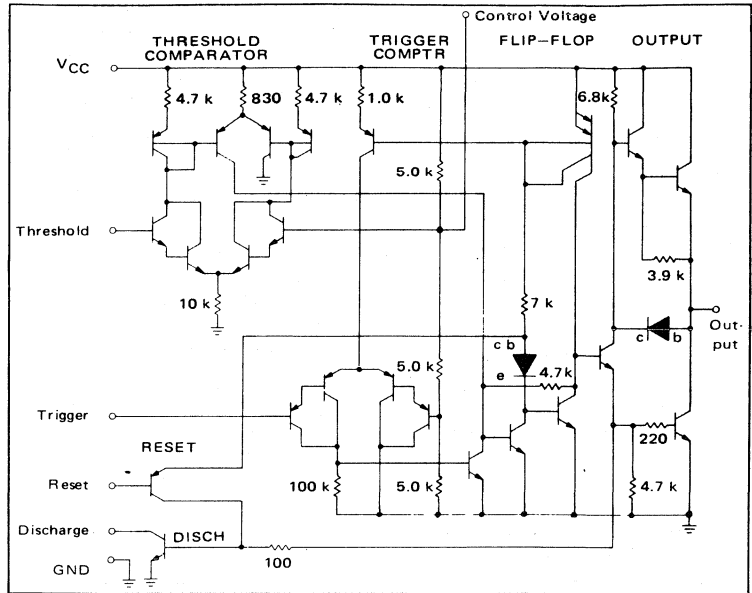 Control Voltage
THRESHOLD COMPARATOR
TRIGGER COMPTR
FLIP-FLOP
OUTPUT
VCC
4.7 k
830
4.7 k
1.0 k
6.8k
5.0 k
Threshold
3.9 k
10 k
7 k
Out-
put
c b
c
b
e
5.0 k
4.7k
Trigger
220
RESET
Reset
100 k
5.0 k
4.7 k
Discharge
DISCH
GND
100